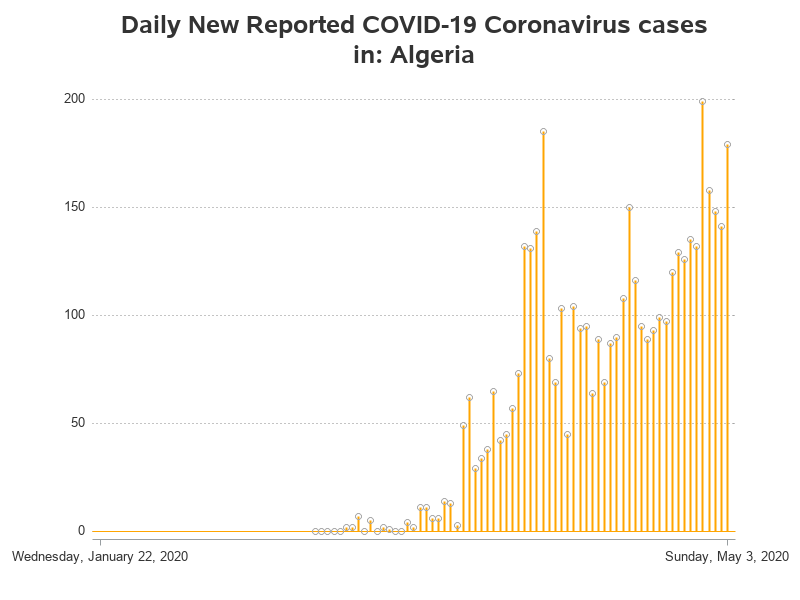 Daily New Reported COVID-19 Coronavirus cases
in: Algeria
200
150
100
50
0
Wednesday, January 22, 2020
Sunday, May 3, 2020